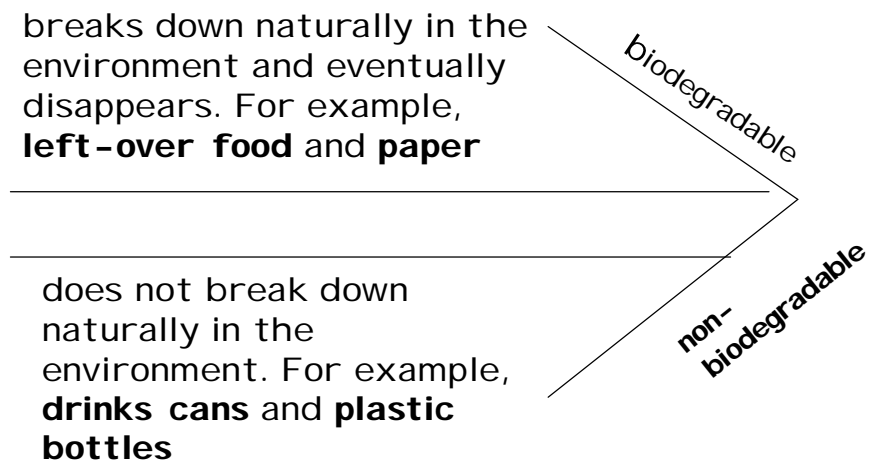 breaks down naturally in the
environment and eventually
disappears. For example,
left-over food and paper
biodegradable
does not break down
naturally in the
environment. For example,
drinks cans and plastic
bottles
non-
biodegradable